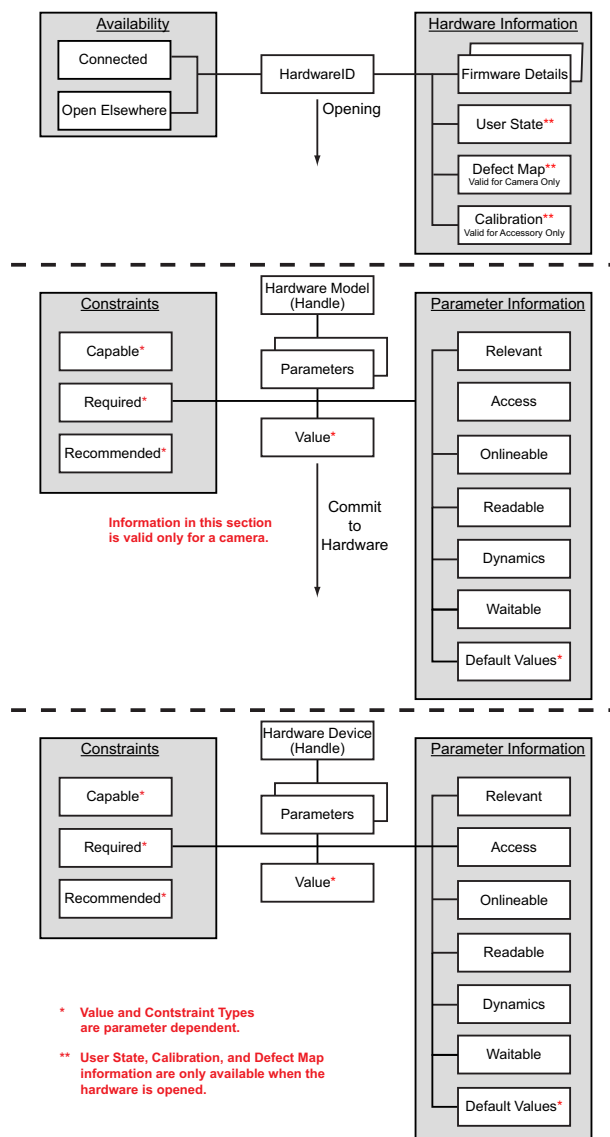 Availability
Connected
Open Elsewhere
HardwareID
Opening
Hardware Information
Firmware Details
User State**
Defect Map**
Valid for Camera Only
Calibration**
Valid for Accessory Only
Constraints
Capable*
Required*
Recommended*
Hardware Model
(Handle)
Parameters
Value*
Commit
to
Hardware
Information in this section
is valid only for a camera.
Parameter Information
Relevant
Access
Onlineable
Readable
Dynamics
Waitable
Default Values*
Constraints
Capable*
Required*
Recommended*
Hardware Device
(Handle)
Parameters
Value*
Parameter Information
Relevant
Access
Onlineable
Readable
Dynamics
Waitable
Default Values*
* Value and Contstraint Types
are parameter dependent.
** User State, Calibration, and Defect Map
information are only available when the
hardware is opened.